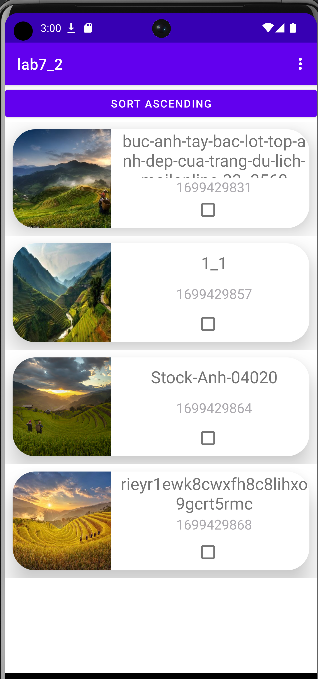 3:00
lab7_2
SORT ASCENDING
buc-anh-tay-bac-lot-top-a
nh-dep-cua-trang-du-lich-
1699429831
1_1
1699429857
Stock-Anh-04020
1699429864
rieyr1ewk8cwxfh8c8lihxo
9gcrt5rmc
1699429868